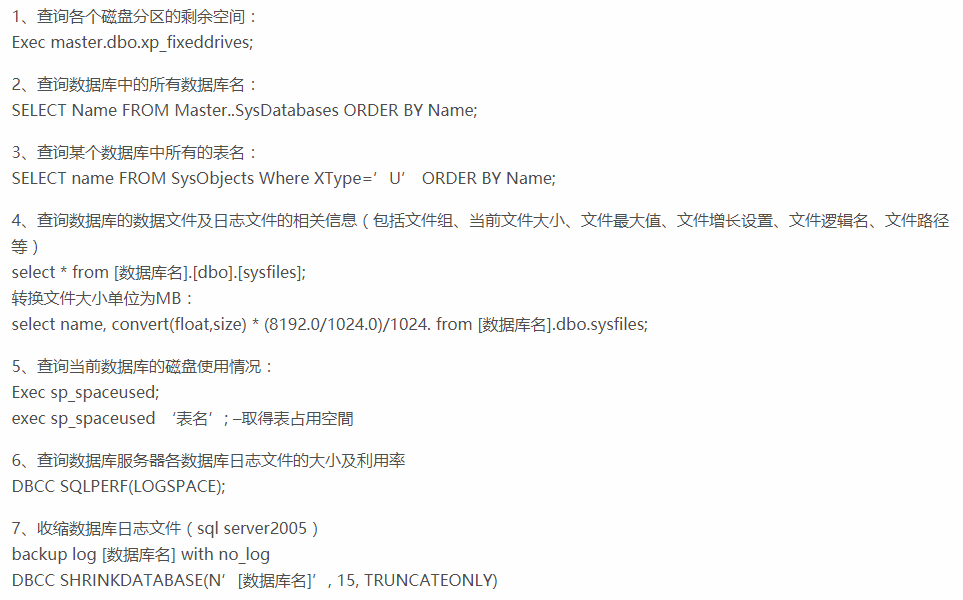 1、查询各个磁盘分区的剩余空间：
Exec master.dbo.xp_fixeddrives;
2、查询数据库中的所有数据库名：
SELECT Name FROM Master..SysDatabases ORDER BY Name;
3、查询某个数据库中所有的表名：
SELECT name FROM SysObjects Where XType=’U’ ORDER BY Name;
4、查询数据库的数据文件及日志文件的相关信息（包括文件组、当前文件大小、文件最大值、文件增长设置、文件逻辑名、文件路径
等）
select * from [数据库名].[dbo].[sysfiles];
转换文件大小单位为MB：
select name, convert(float,size) * (8192.0/1024.0)/1024. from [数据库名].dbo.sysfiles;
5、查询当前数据库的磁盘使用情况：
Exec sp_spaceused;
exec sp_spaceused ‘表名’; –取得表占用空間
6、查询数据库服务器各数据库日志文件的大小及利用率
DBCC SQLPERF(LOGSPACE);
7、收缩数据库日志文件（sql server2005）
backup log [数据库名] with no_log
DBCC SHRINKDATABASE(N’[数据库名]’, 15, TRUNCATEONLY)